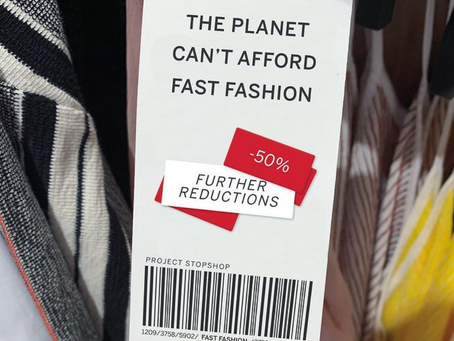 THE PLANET
CAN'T AFFORD
FAST FASHION
-50%
FURTHER
REDUCTIONS
PROJECT STOPSHOP
1209/3758/5902/ FAST FASHION